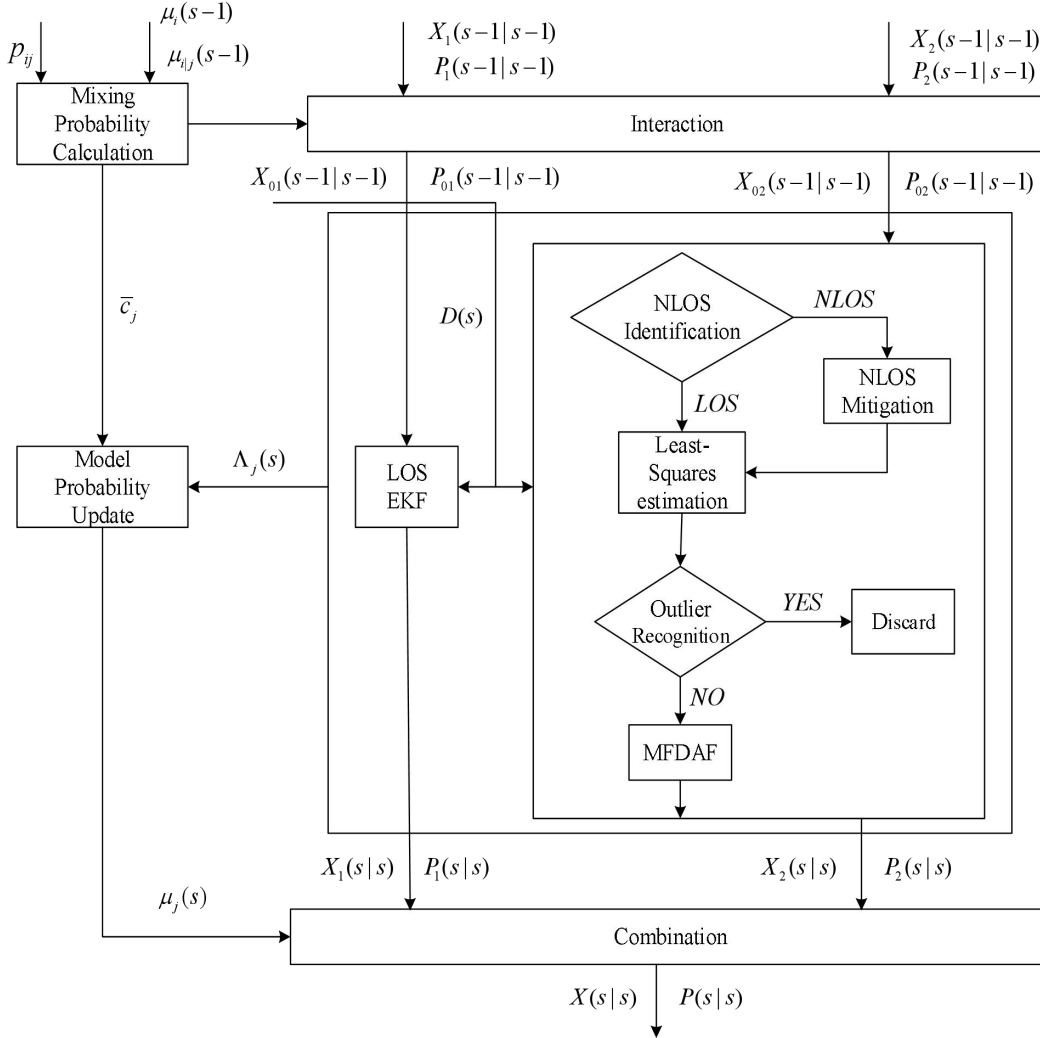 μ_i(s−1)
p_ij
μ_{i|j}(s−1)
X_1(s−1|s−1)
P_1(s−1|s−1)
X_2(s−1|s−1)
P_2(s−1|s−1)
Mixing
Probability
Calculation
Interaction
X_01(s−1|s−1) P_01(s−1|s−1)
X_02(s−1|s−1) P_02(s−1|s−1)
c̄_j
D(s)
NLOS
Identification
NLOS
NLOS
Mitigation
LOS
Least-
Squares
estimation
Model
Probability
Update
Λ_j(s)
LOS
EKF
Outlier
Recognition
YES
Discard
NO
MFDAF
X_1(s|s) P_1(s|s)
X_2(s|s) P_2(s|s)
μ_j(s)
Combination
X(s|s) P(s|s)